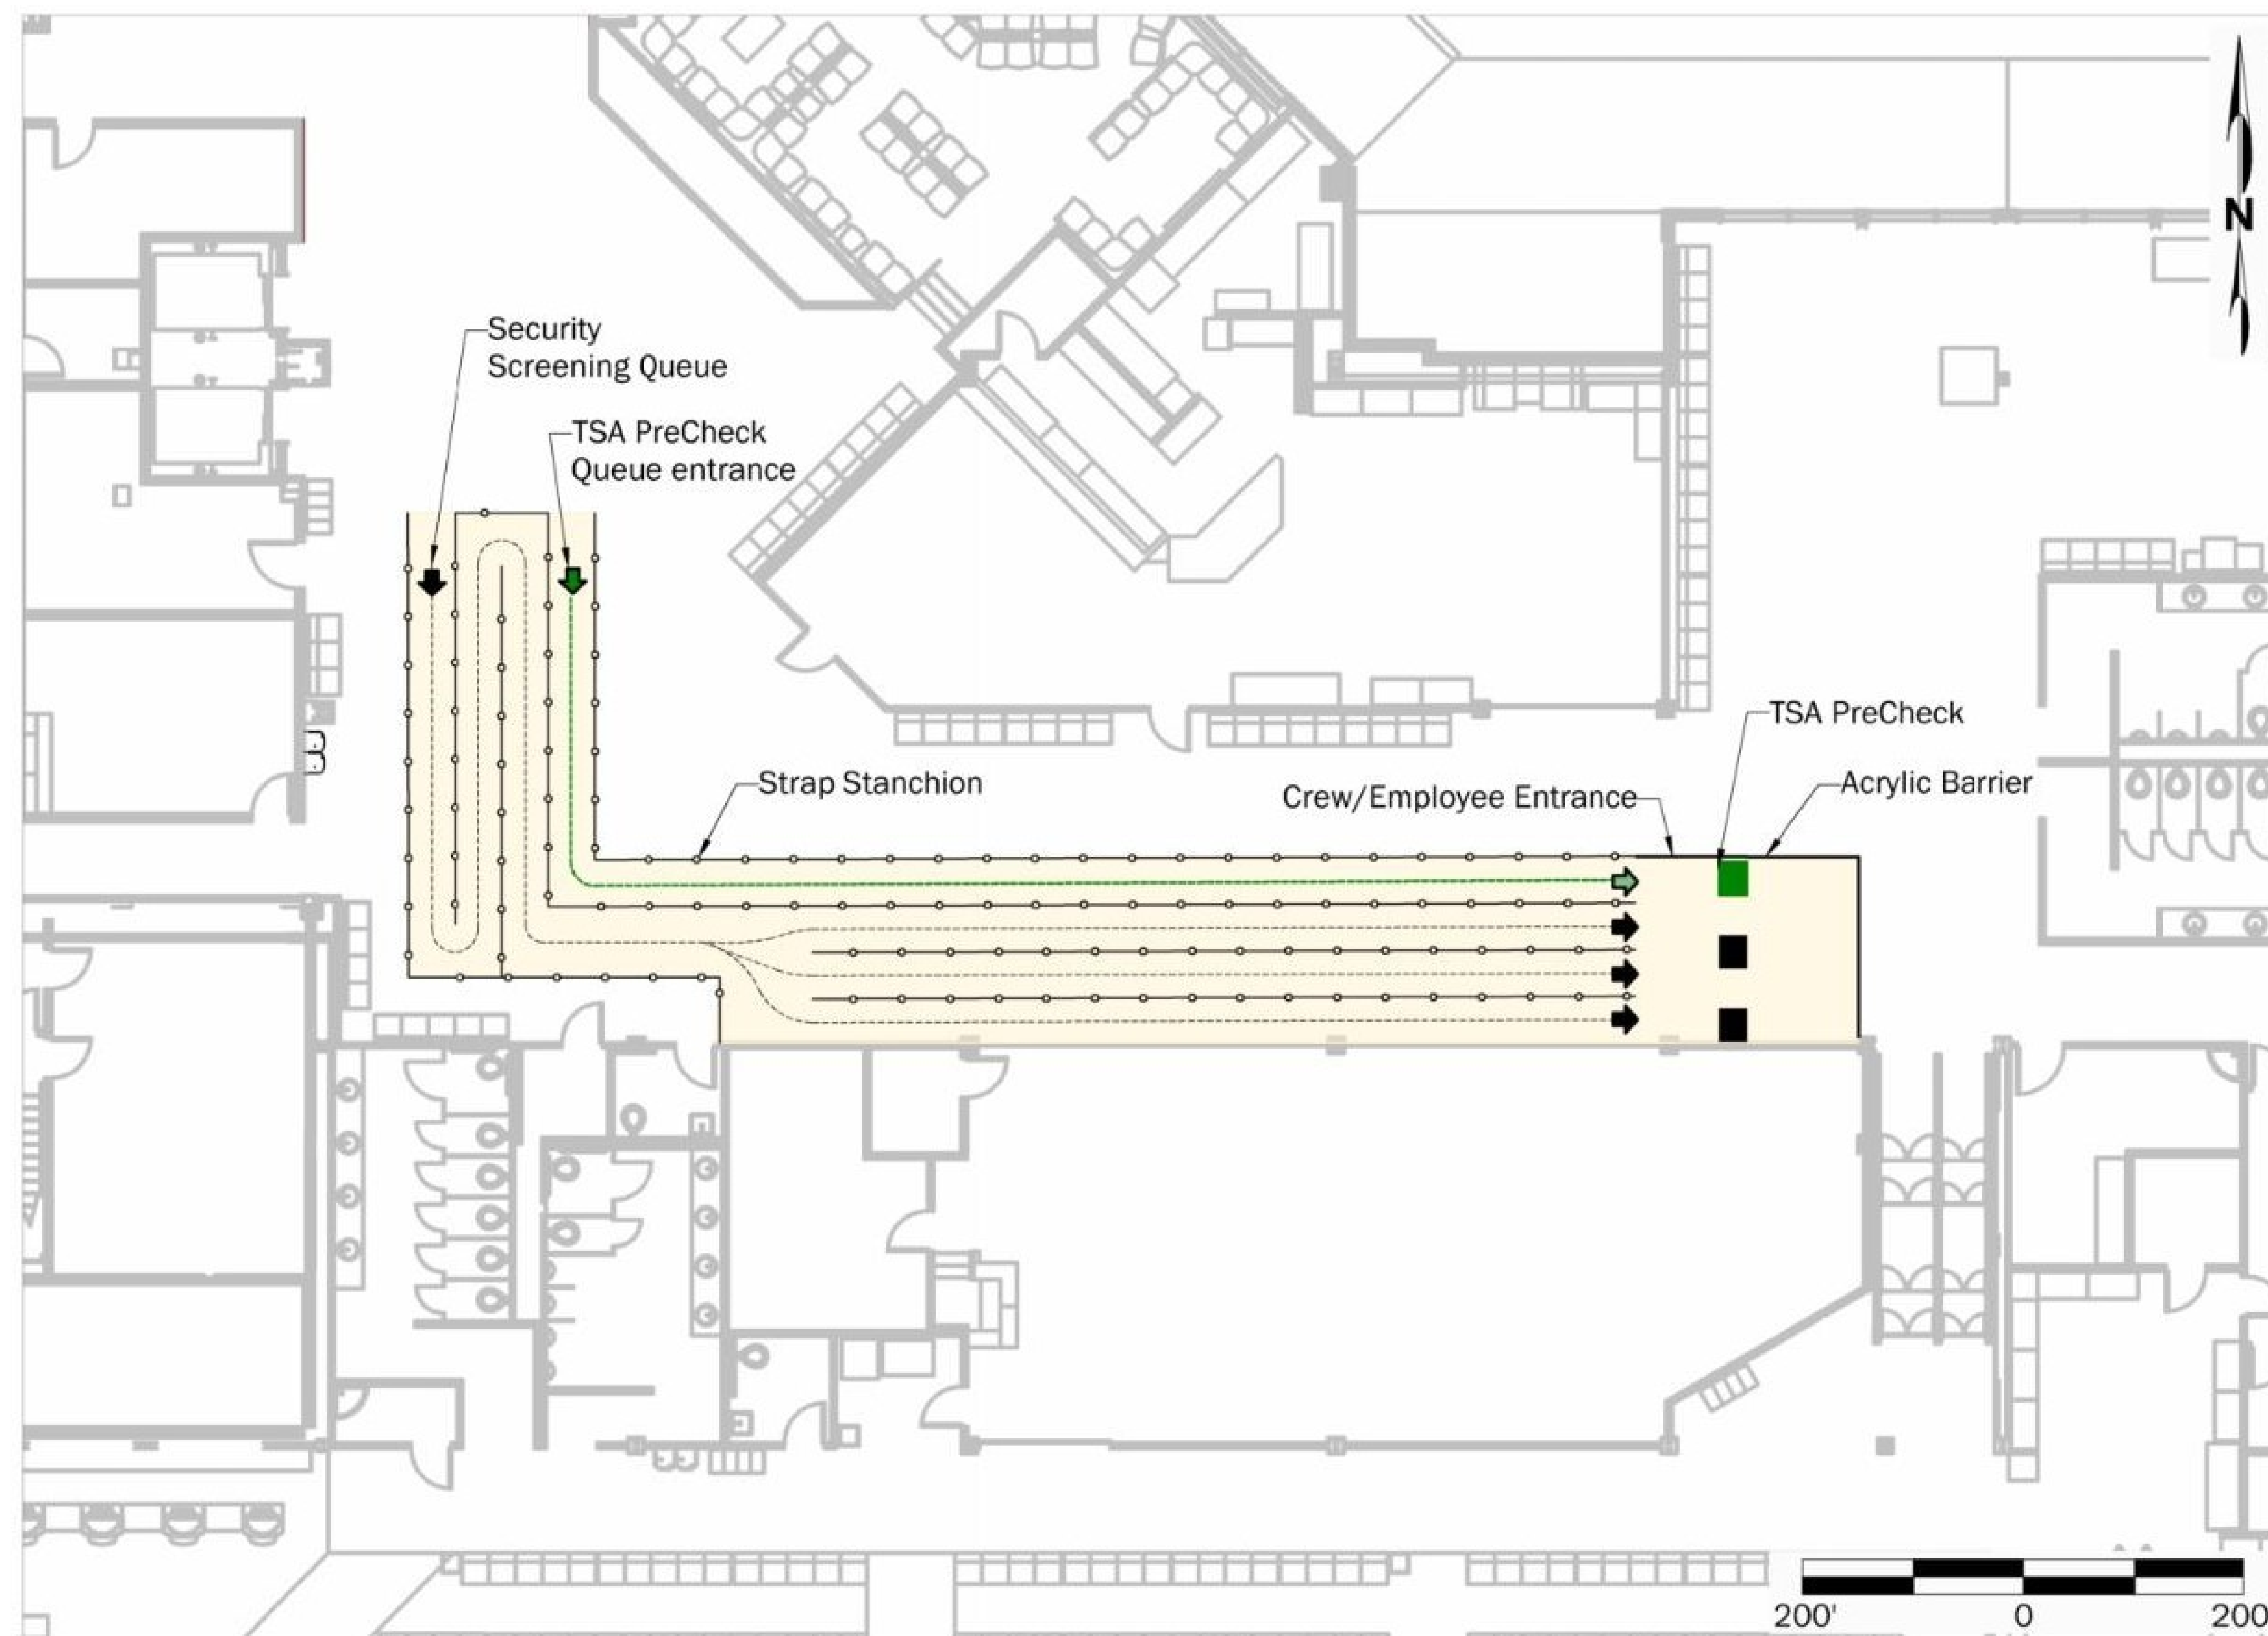 N
Security
Screening Queue
TSA PreCheck
Queue entrance
TSA PreCheck
Strap Stanchion
Crew/Employee Entrance
Acrylic Barrier
200' 0 200